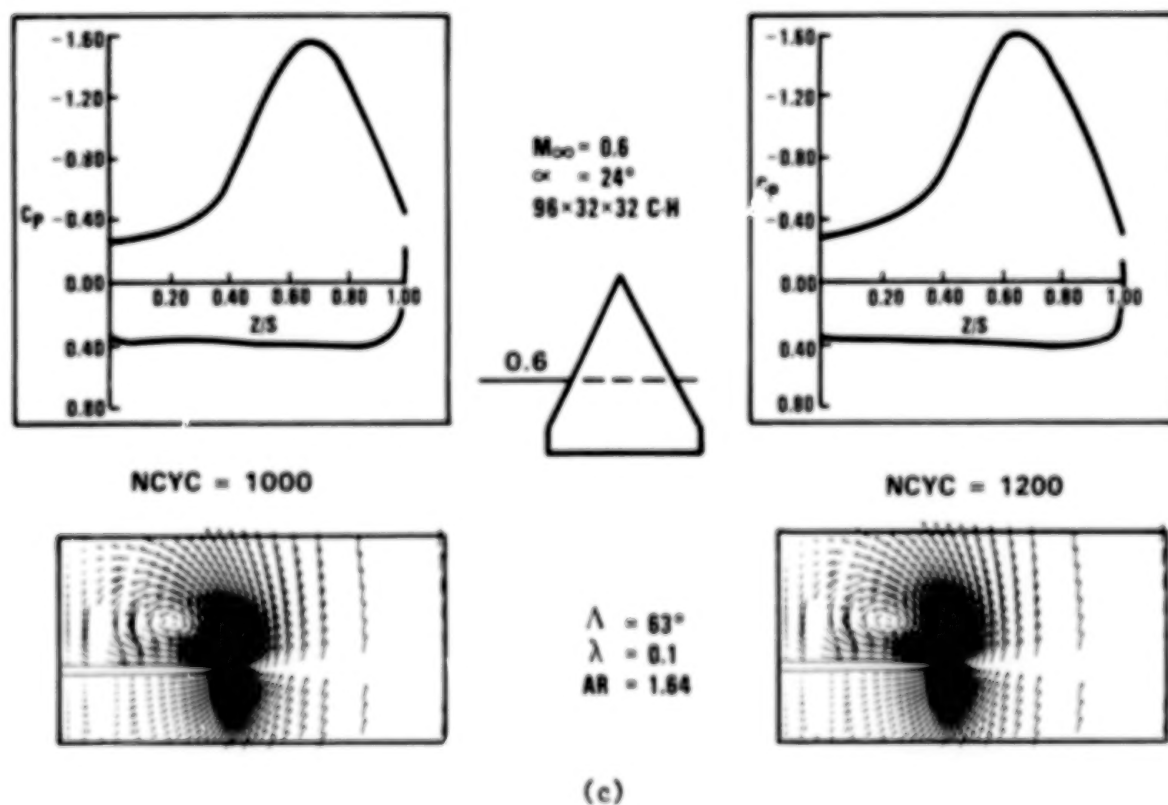 -1.60
-1.20
-0.80
Cp -0.40
0.00
0.20 0.40 0.60 0.80 1.00
Z/S
0.40
0.80
NCYC = 1000
M∞ = 0.6
∝ = 24°
96×32×32 C-H
0.6
-1.60
-1.20
-0.80
-0.40
0.00
0.20 0.40 0.60 0.80 1.00
Z/S
0.40
0.80
NCYC = 1200
Λ = 63°
λ = 0.1
AR = 1.64
(c)